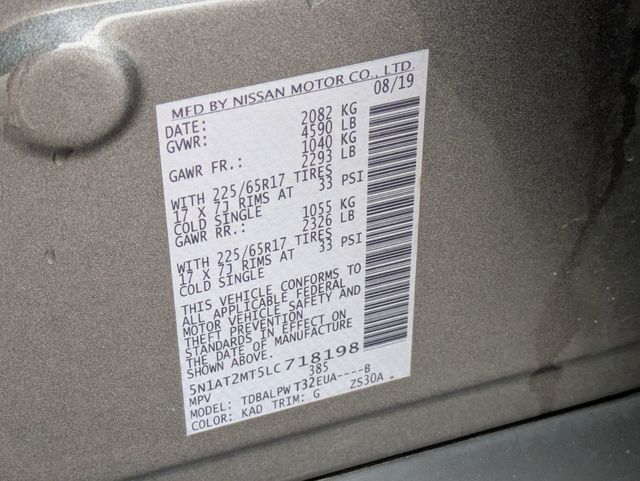 MFD BY NISSAN MOTOR CO., LTD.
DATE: 08/19
GVWR: 2082 KG
4590 LB
GAWR FR.: 1040 KG
2293 LB
WITH 225/65R17 TIRES
17 X 7J RIMS AT 33 PSI
COLD SINGLE
GAWR RR.: 1055 KG
2326 LB
WITH 225/65R17 TIRES
17 X 7J RIMS AT 33 PSI
COLD SINGLE
THIS VEHICLE CONFORMS TO
ALL APPLICABLE FEDERAL
MOTOR VEHICLE SAFETY AND
THEFT PREVENTION
STANDARDS IN EFFECT ON
THE DATE OF MANUFACTURE
SHOWN ABOVE.
5N1AT2MT5LC718198
MPV 385
MODEL: TDBALPWT32EUA----B
COLOR: KAD TRIM: G ZS30A